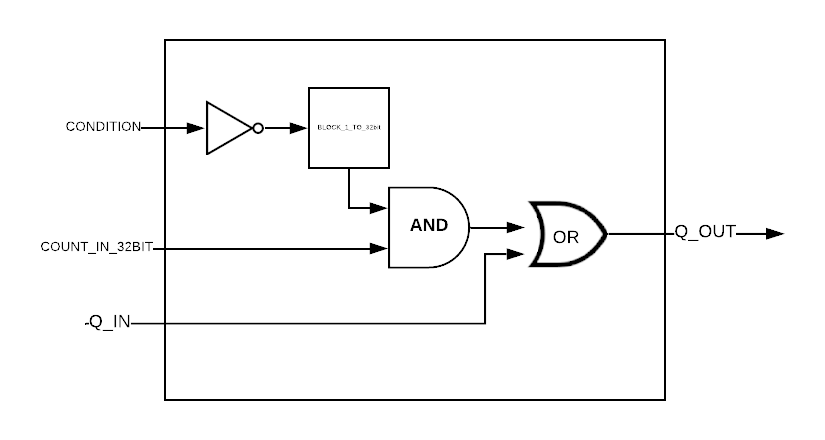 CONDITION
BLOCK_1_TO_32bit
AND
COUNT_IN_32BIT
OR
Q_OUT
-Q_IN